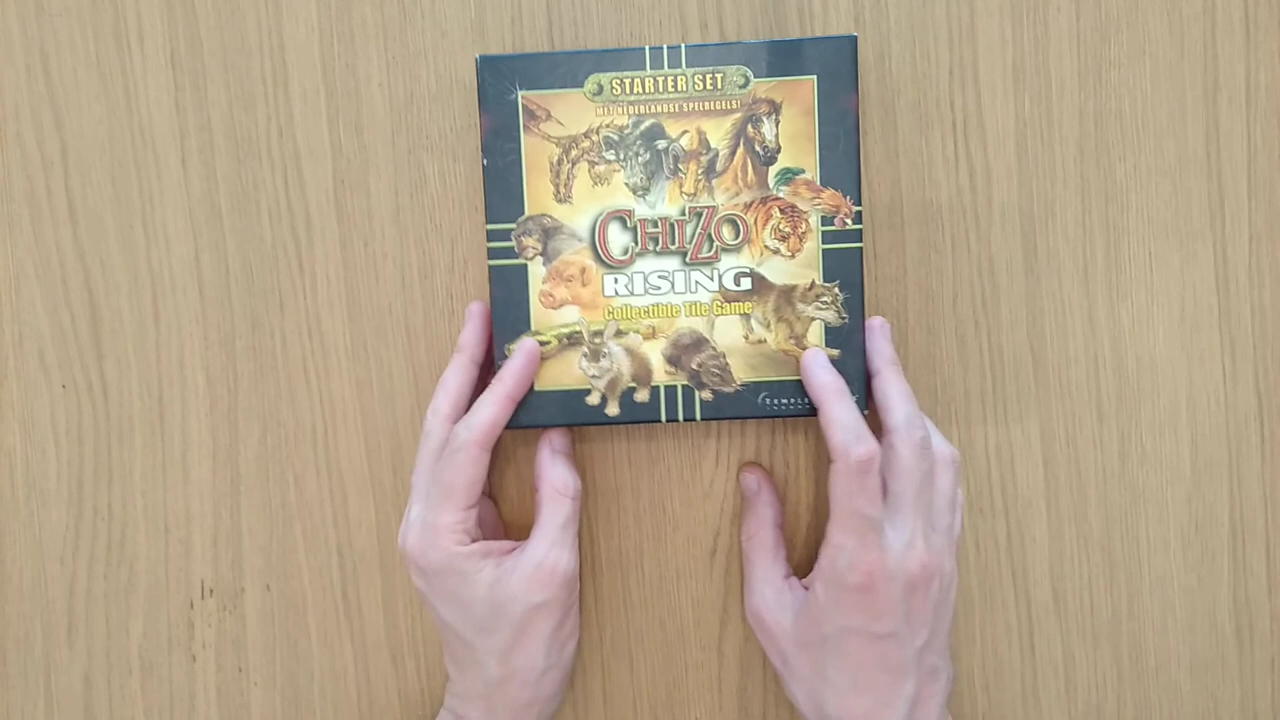 STARTER SET
MET NEDERLANDSE SPELREGELS!
CHIZO
RISING
Collectible Tile Game